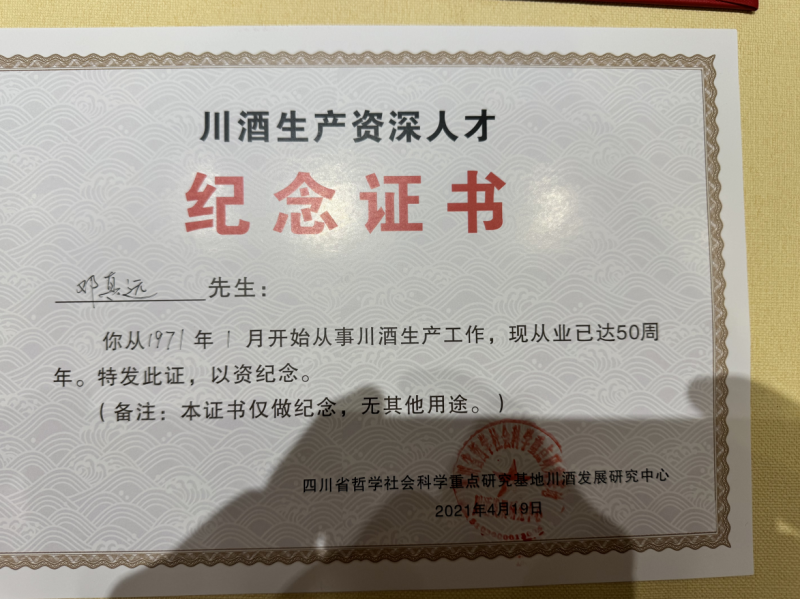 川酒生产资深人才
纪念证书
邓真远 先生：
你从1971年 1 月开始从事川酒生产工作，现从业已达50周
年。特发此证，以资纪念。
（备注：本证书仅做纪念，无其他用途。）
四川省哲学社会科学重点研究基地川酒发展研究中心
2021年4月19日